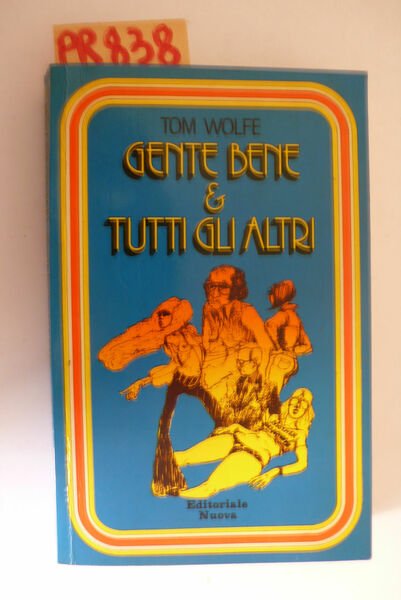 PR838
TOM WOLFE
GENTE BENE
&
TUTTI GLI ALTRI
Editoriale
Nuova